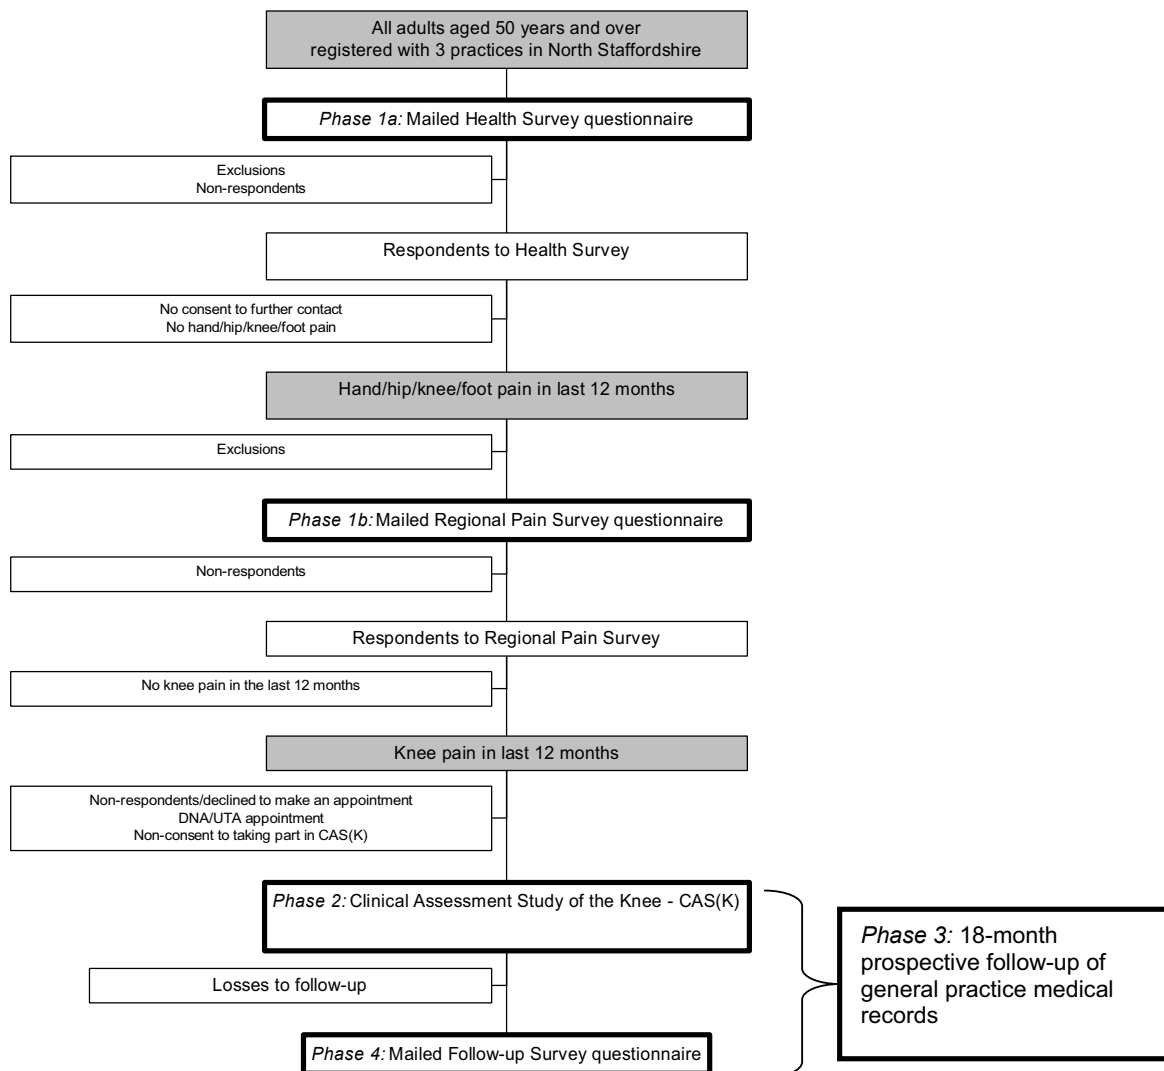 All adults aged 50 years and over
registered with 3 practices in North Staffordshire
Phase 1a: Mailed Health Survey questionnaire
Exclusions
Non-respondents
Respondents to Health Survey
No consent to further contact
No hand/hip/knee/foot pain
Hand/hip/knee/foot pain in last 12 months
Exclusions
Phase 1b: Mailed Regional Pain Survey questionnaire
Non-respondents
Respondents to Regional Pain Survey
No knee pain in the last 12 months
Knee pain in last 12 months
Non-respondents/declined to make an appointment
DNA/UTA appointment
Non-consent to taking part in CAS(K)
Phase 2: Clinical Assessment Study of the Knee - CAS(K)
Phase 3: 18-month
prospective follow-up of
general practice medical
records
Losses to follow-up
Phase 4: Mailed Follow-up Survey questionnaire